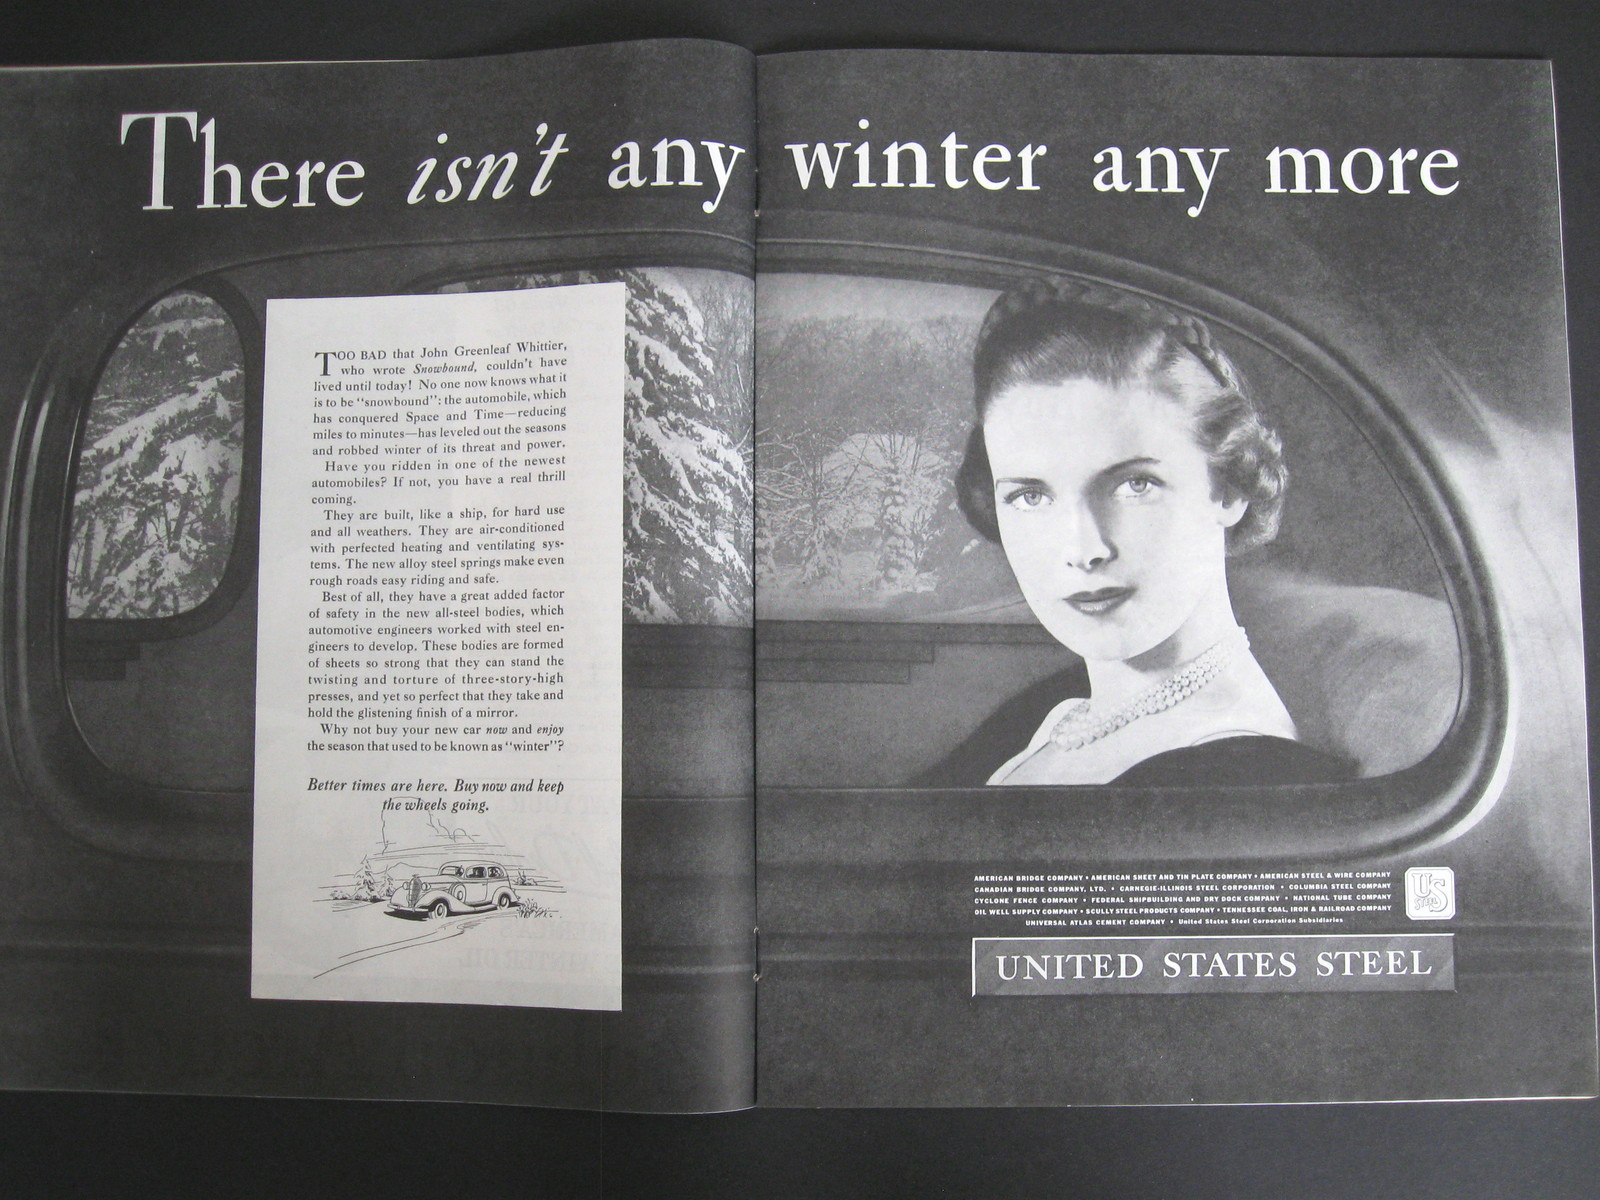 There isn't any winter any more
TOO BAD that John Greenleaf Whittier,
who wrote Snowbound, couldn't have
lived until today! No one now knows what it
is to be "snowbound": the automobile, which
has conquered Space and Time—reducing
miles to minutes—has leveled out the seasons
and robbed winter of its threat and power.
Have you ridden in one of the newest
automobiles? If not, you have a real thrill
coming.
They are built, like a ship, for hard use
and all weathers. They are air-conditioned
with perfected heating and ventilating sys-
tems. The new alloy steel springs make even
rough roads easy riding and safe.
Best of all, they have a great added factor
of safety in the new all-steel bodies, which
automotive engineers worked with steel en-
gineers to develop. These bodies are formed
of sheets so strong that they can stand the
twisting and torture of three-story-high
presses, and yet so perfect that they take and
hold the glistening finish of a mirror.
Why not buy your new car now and enjoy
the season that used to be known as "winter"?
Better times are here. Buy now and keep
the wheels going.
AMERICAN BRIDGE COMPANY • AMERICAN SHEET AND TIN PLATE COMPANY • AMERICAN STEEL & WIRE COMPANY
CANADIAN BRIDGE COMPANY, LTD. • CARNEGIE-ILLINOIS STEEL CORPORATION • COLUMBIA STEEL COMPANY
CYCLONE FENCE COMPANY • FEDERAL SHIPBUILDING AND DRY DOCK COMPANY • NATIONAL TUBE COMPANY
OIL WELL SUPPLY COMPANY • SCULLY STEEL PRODUCTS COMPANY • TENNESSEE COAL, IRON & RAILROAD COMPANY
UNIVERSAL ATLAS CEMENT COMPANY • United States Steel Corporation Subsidiaries
US
STEEL
UNITED STATES STEEL